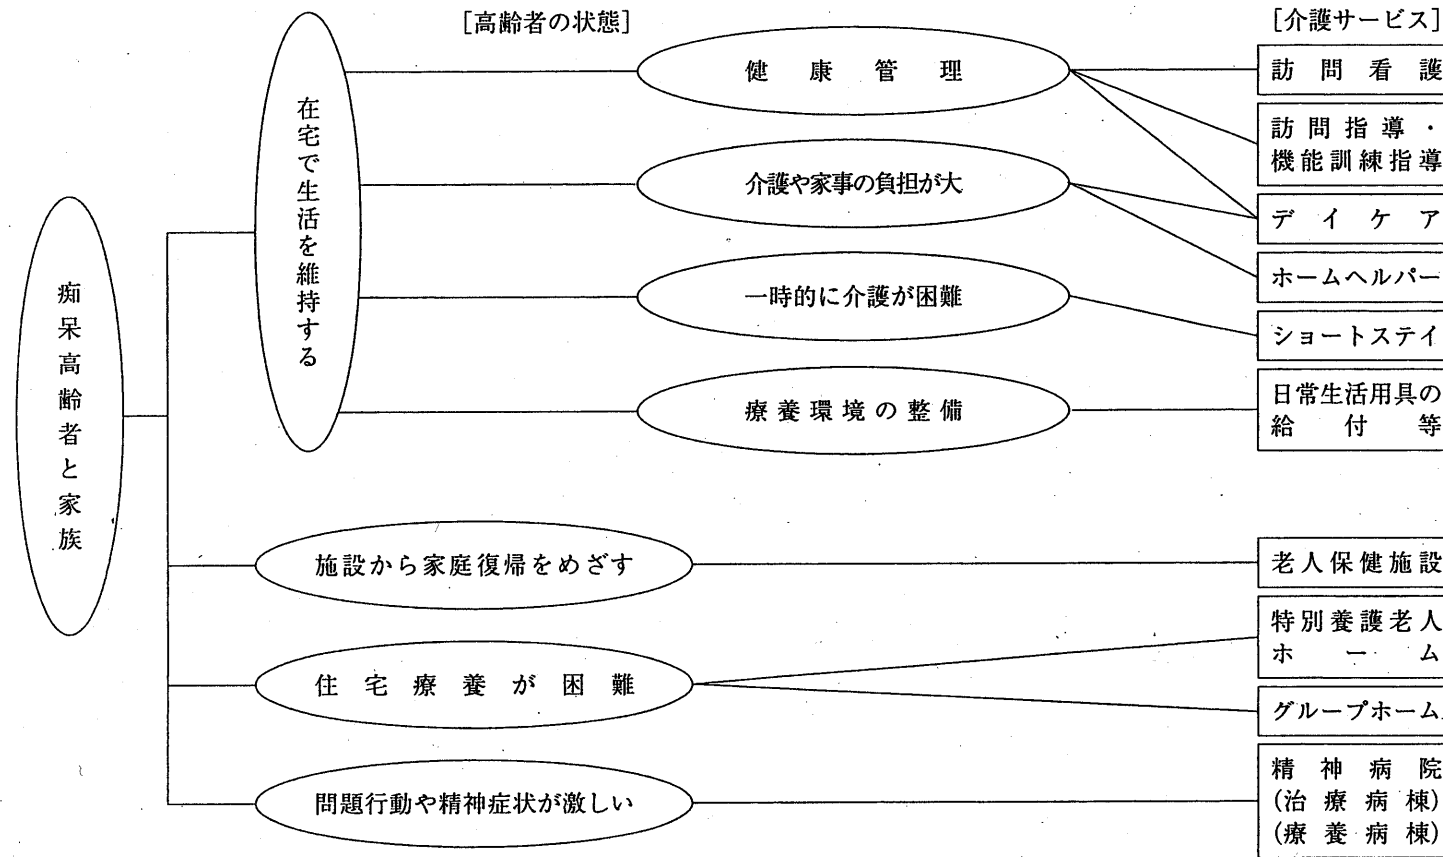 [高齢者の状態]
[介護サービス]
痴呆高齢者と家族
在宅で生活を維持する
健康管理
介護や家事の負担が大
一時的に介護が困難
療養環境の整備
施設から家庭復帰をめざす
住宅療養が困難
問題行動や精神症状が激しい
訪問看護
訪問指導・
機能訓練指導
デイケア
ホームヘルパー
ショートステイ
日常生活用具の
給付等
老人保健施設
特別養護老人
ホーム
グループホーム
精神病院
(治療病棟)
(療養病棟)